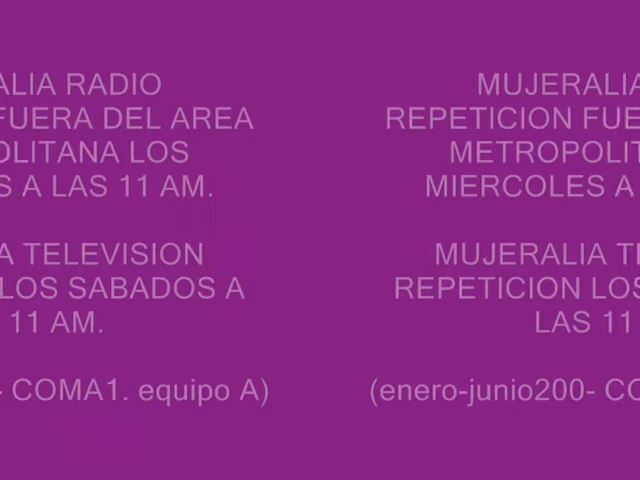 ALIA RADIO
FUERA DEL AREA
OLITANA LOS
S A LAS 11 AM.
A TELEVISION
LOS SABADOS A
11 AM.
- COMA1. equipo A)
MUJERALIA
REPETICION FUE
METROPOLIT
MIERCOLES A
MUJERALIA T
REPETICION LOS
LAS 11
(enero-junio200- CO